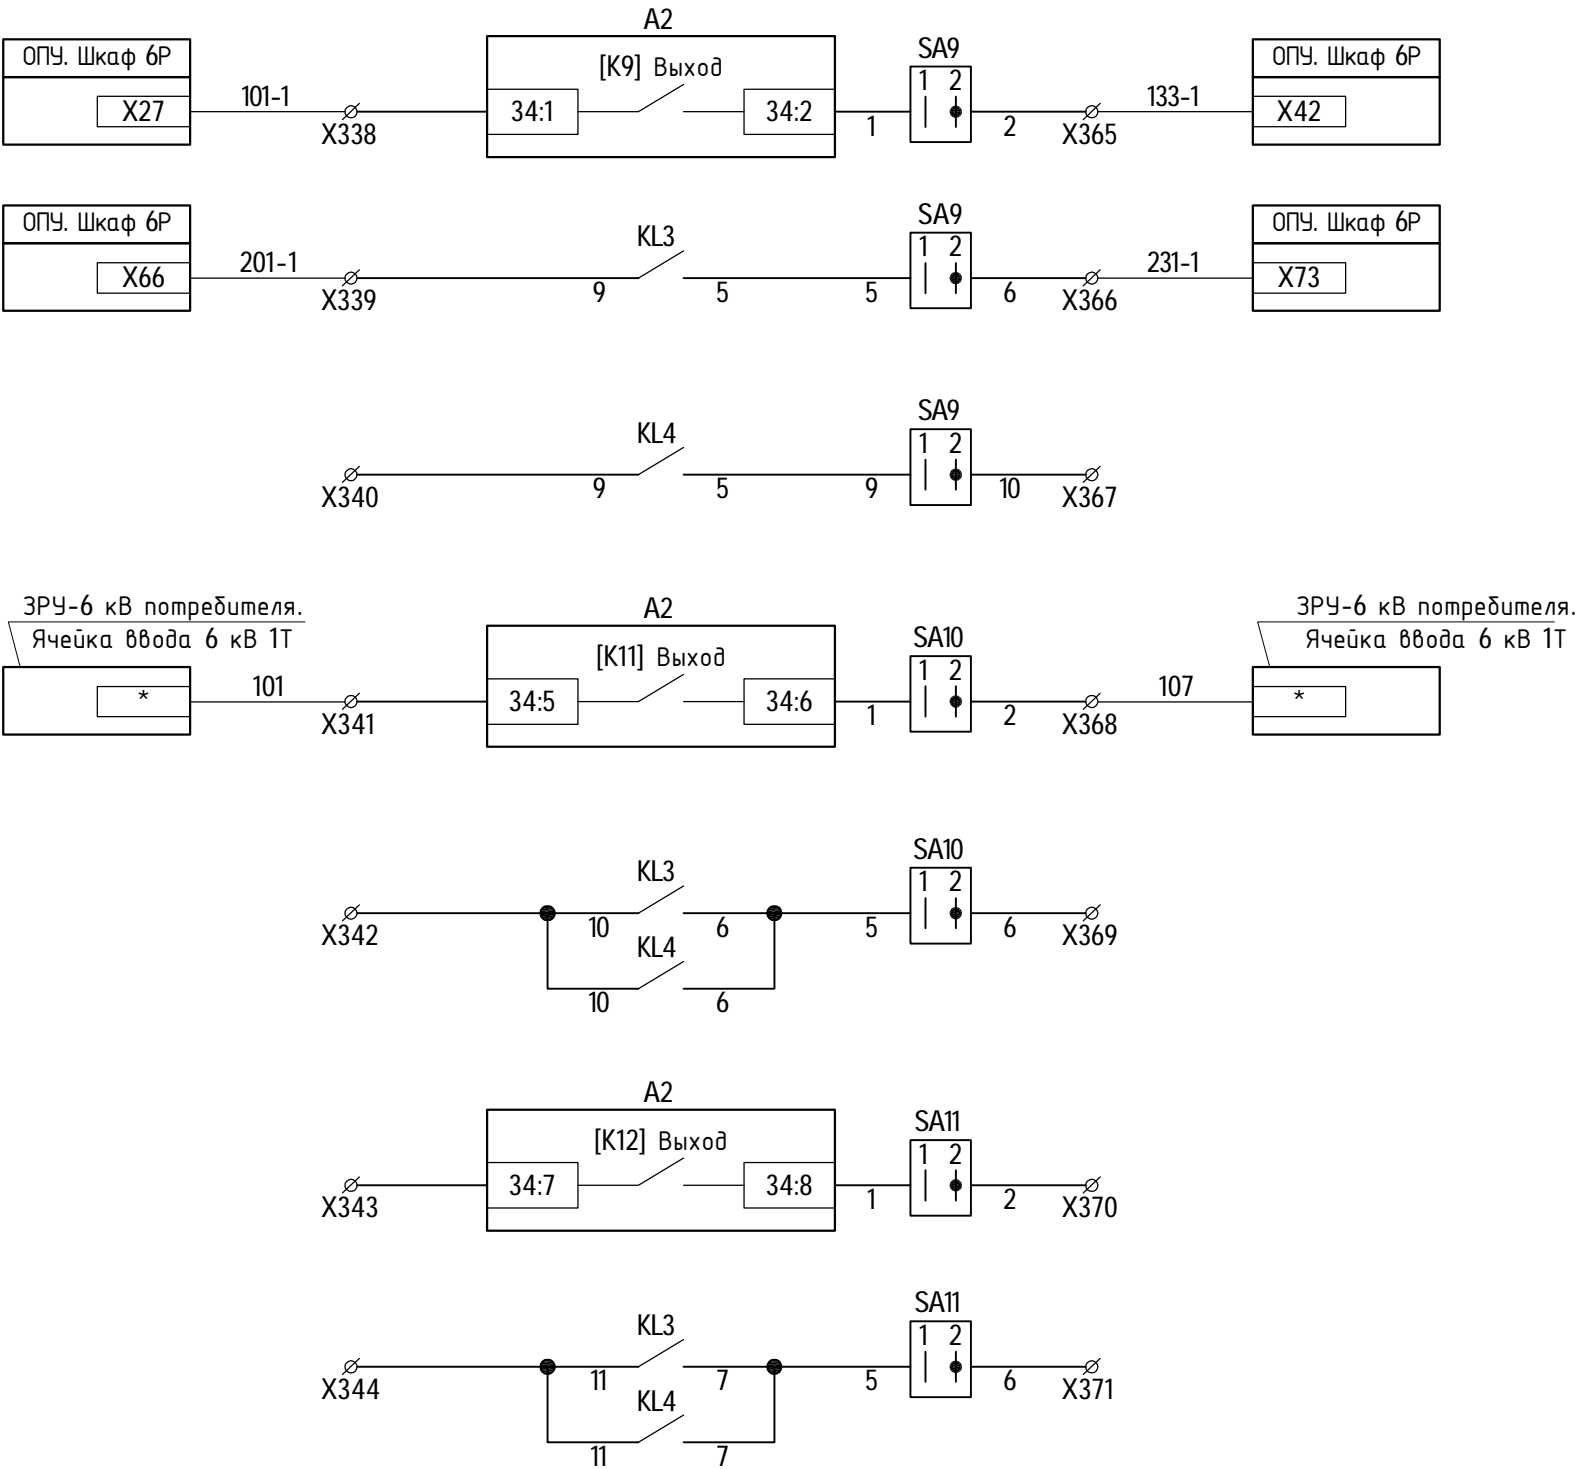 A2
ОПУ. Шкаф 6Р
[K9] Выход
SA9
ОПУ. Шкаф 6Р
X27
101-1
X338
34:1
34:2
1
1 2
2
X365
133-1
X42
ОПУ. Шкаф 6Р
KL3
SA9
ОПУ. Шкаф 6Р
X66
201-1
X339
9
5
5
1 2
6
X366
231-1
X73
KL4
SA9
X340
9
5
9
1 2
10
X367
ЗРУ-6 кВ потребителя.
Ячейка ввода 6 кВ 1Т
A2
[K11] Выход
SA10
ЗРУ-6 кВ потребителя.
Ячейка ввода 6 кВ 1Т
*
101
X341
34:5
34:6
1
1 2
2
X368
107
*
KL3
SA10
X342
10
6
5
1 2
6
X369
KL4
10
6
A2
[K12] Выход
SA11
X343
34:7
34:8
1
1 2
2
X370
KL3
SA11
X344
11
7
5
1 2
6
X371
KL4
11
7